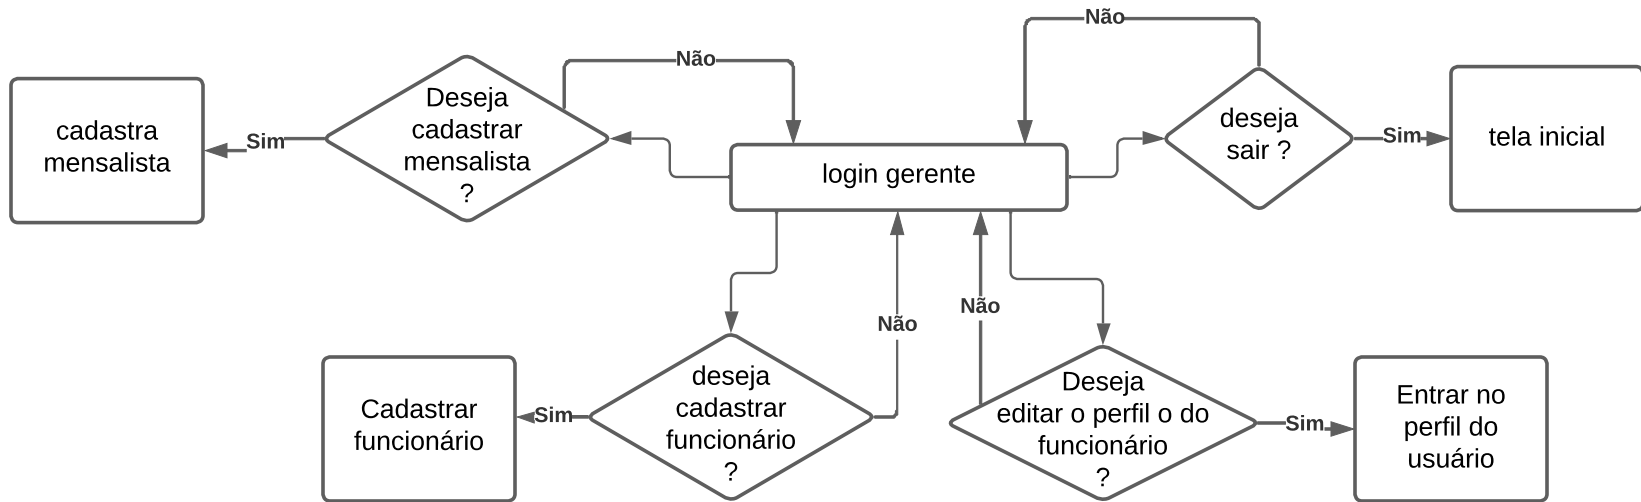 Não
Não
Deseja
cadastrar
mensalista
?
deseja
sair ?
cadastra
mensalista
Sim
Sim
tela inicial
login gerente
Não
Não
deseja
cadastrar
funcionário
?
Deseja
editar o perfil o do
funcionário
?
Cadastrar
funcionário
Sim
Sim
Entrar no
perfil do
usuário